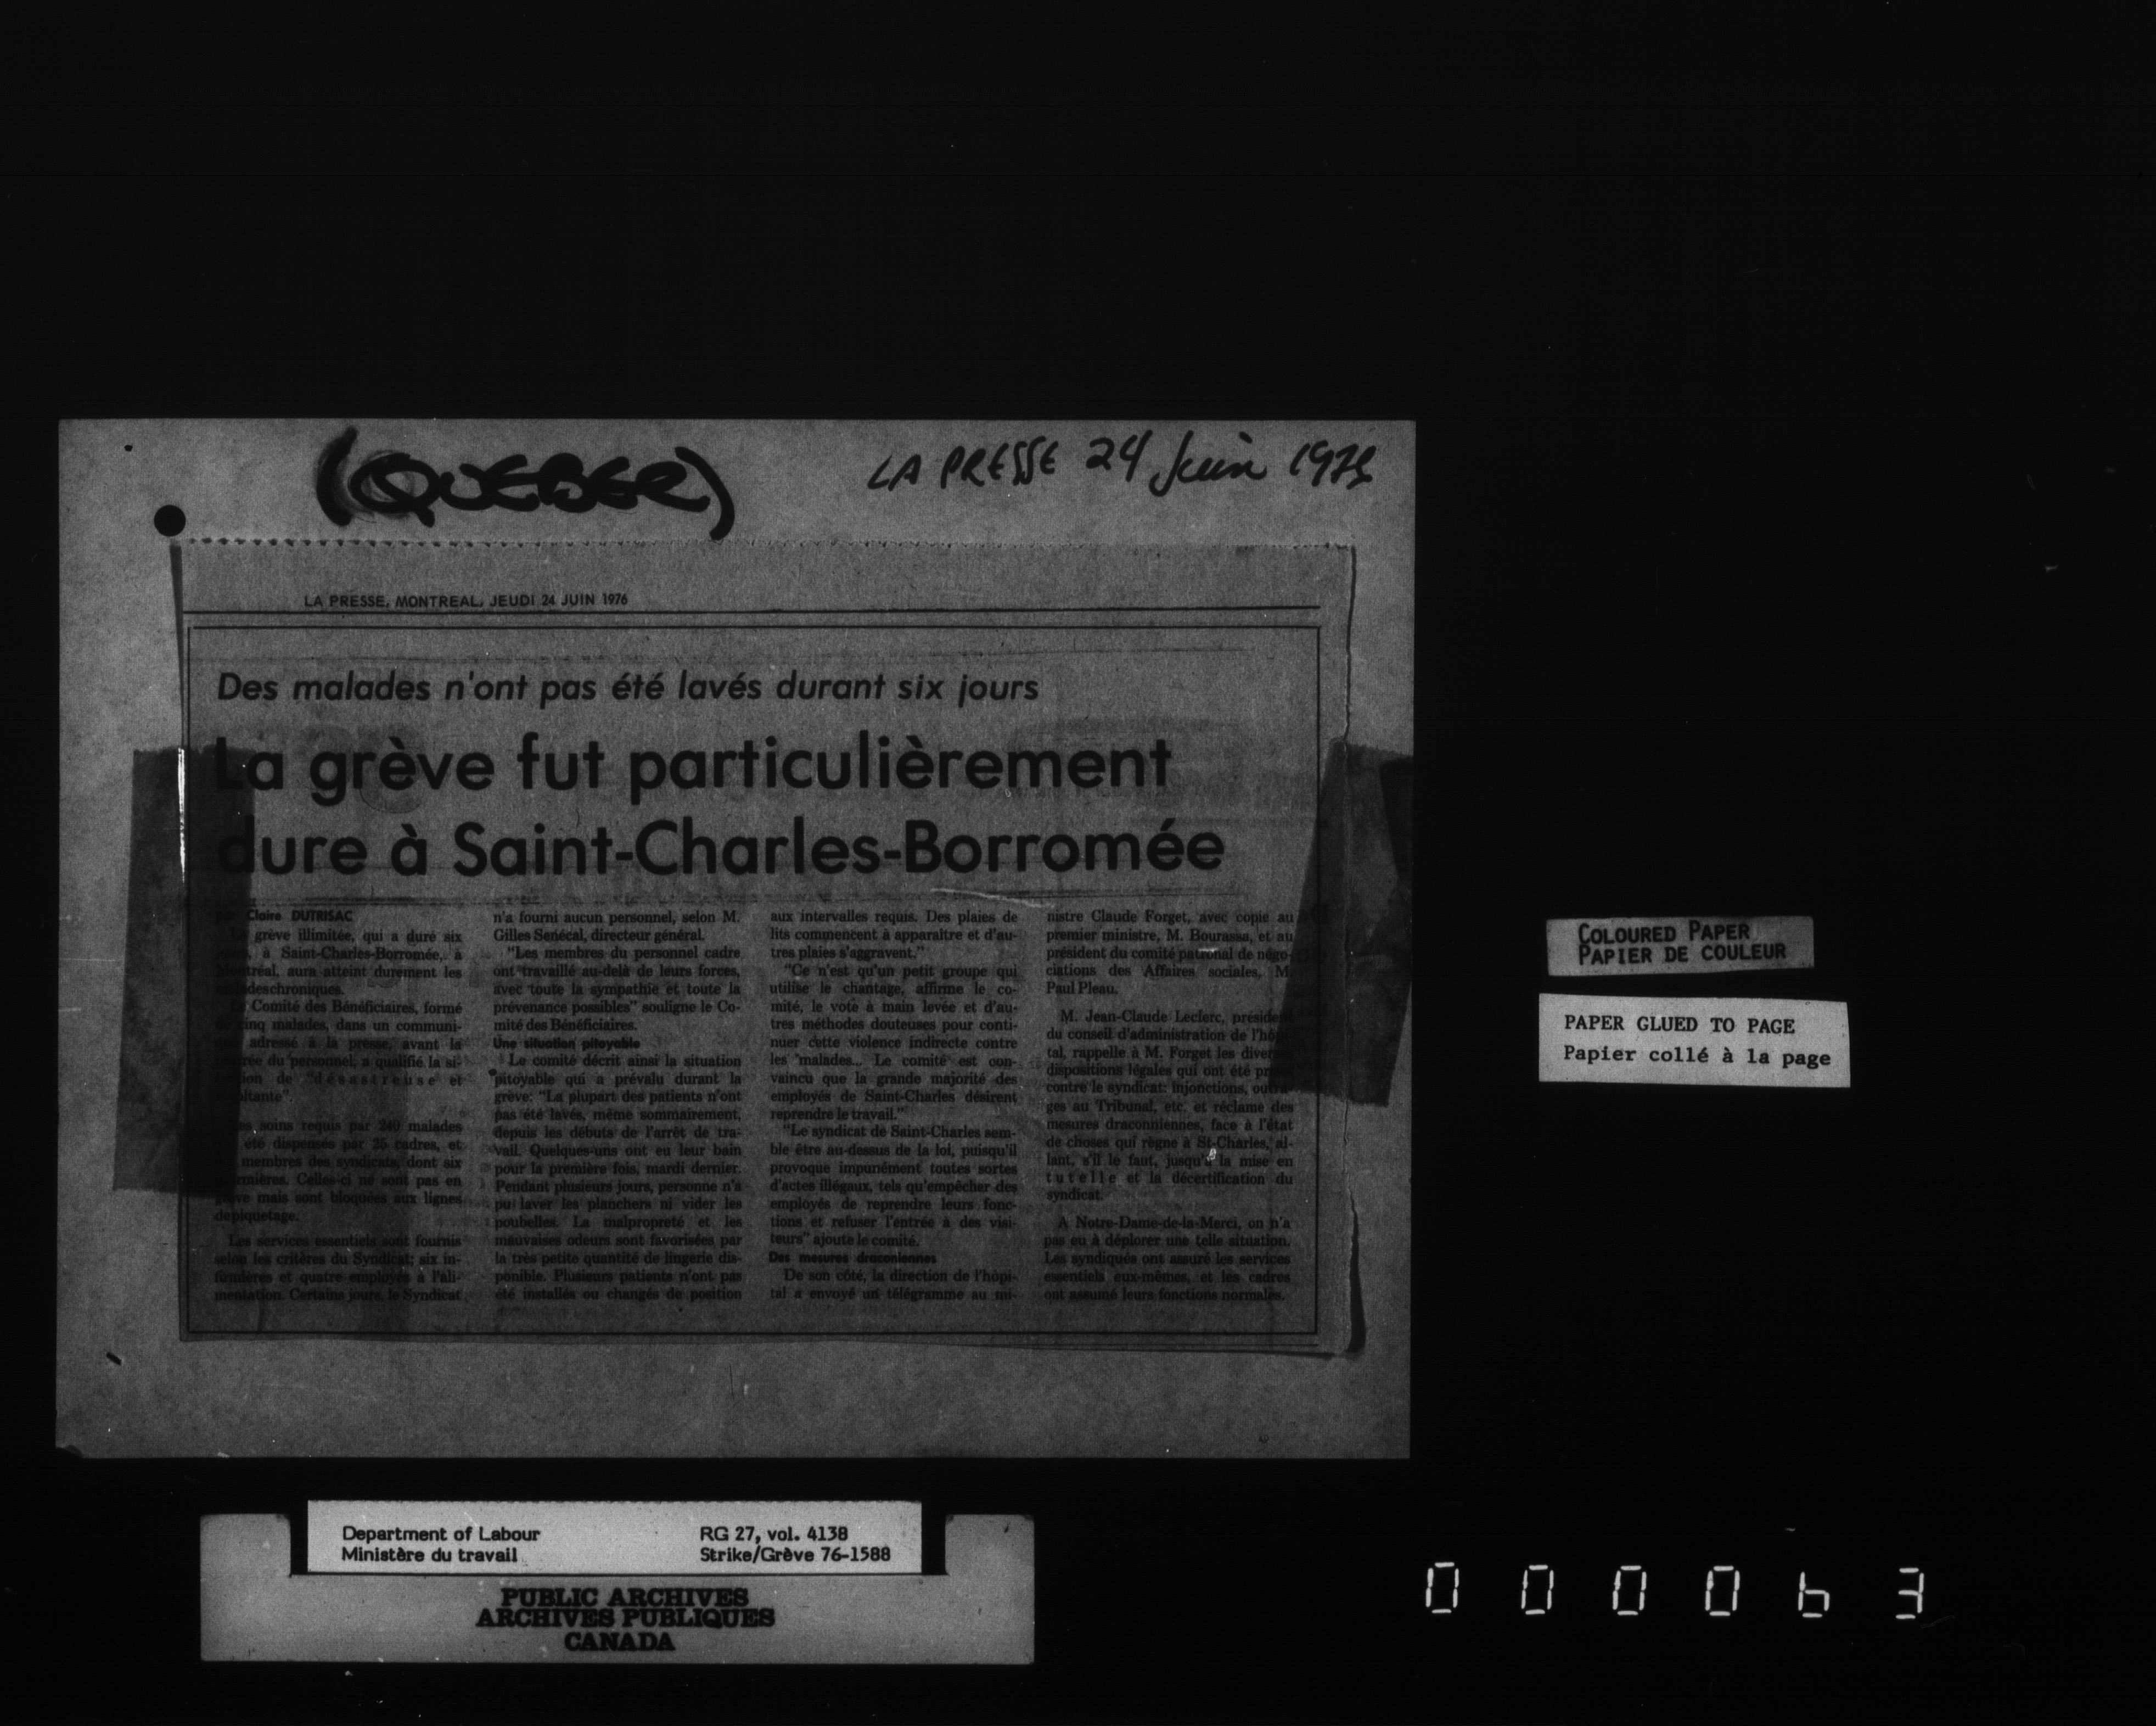 (QUEBEC)
LA PRESSE 24 Juin 1976
LA PRESSE, MONTREAL, JEUDI 24 JUIN 1976
Des malades n'ont pas été lavés durant six jours
La grève fut particulièrement
dure à Saint-Charles-Borromée
Claire DUTRISAC
grève illimitée, qui a duré six
à Saint-Charles-Borromée, à
Montréal, aura atteint durement les
maladeschroniques.
Le Comité des Bénéficiaires, formé
de cinq malades, dans un communi-
qué adressé à la presse, avant la
rentrée du personnel, a qualifié la si-
tuation de "désastreuse et
révoltante".
Les soins requis par 240 malades
ont été dispensés par 25 cadres, et
membres des syndicats, dont six
infirmières. Celles-ci ne sont pas en
grève mais sont bloquées aux lignes
de piquetage.
Les services essentiels sont fournis
selon les critères du Syndicat; six in-
firmières et quatre employés à l'ali-
mentation. Certains jours, le Syndicat
n'a fourni aucun personnel, selon M.
Gilles Senécal, directeur général.
"Les membres du personnel cadre
ont travaillé au-delà de leurs forces,
avec toute la sympathie et toute la
prévenance possibles" souligne le Co-
mité des Bénéficiaires.
Une situation pitoyable
Le comité décrit ainsi la situation
pitoyable qui a prévalu durant la
grève: "La plupart des patients n'ont
pas été lavés, même sommairement,
depuis les débuts de l'arrêt de tra-
vail. Quelques-uns ont eu leur bain
pour la première fois, mardi dernier.
Pendant plusieurs jours, personne n'a
pu laver les planchers ni vider les
poubelles. La malpropreté et les
mauvaises odeurs sont favorisées par
la très petite quantité de lingerie dis-
ponible. Plusieurs patients n'ont pas
été installés ou changés de position
aux intervalles requis. Des plaies de
lits commencent à apparaître et d'au-
tres plaies s'aggravent."
"Ce n'est qu'un petit groupe qui
utilise le chantage, affirme le co-
mité, le vote à main levée et d'au-
tres méthodes douteuses pour conti-
nuer cette violence indirecte contre
les malades... Le comité est con-
vaincu que la grande majorité des
employés de Saint-Charles désirent
reprendre le travail."
"Le syndicat de Saint-Charles sem-
ble être au-dessus de la loi, puisqu'il
provoque impunément toutes sortes
d'actes illégaux, tels qu'empêcher des
employés de reprendre leurs fonc-
tions et refuser l'entrée à des visi-
teurs" ajoute le comité.
Des mesures draconiennes
De son côté, la direction de l'hôpi-
tal a envoyé un télégramme au mi-
nistre Claude Forget, avec copie au
premier ministre, M. Bourassa, et au
président du comité patronal de négo-
ciations des Affaires sociales, M.
Paul Pleau.
M. Jean-Claude Leclerc, président
du conseil d'administration de l'hôpi-
tal, rappelle à M. Forget les diverses
dispositions légales qui ont été prises
contre le syndicat: injonctions, outra-
ges au Tribunal, etc. et réclame des
mesures draconniennes, face à l'état
de choses qui règne à St-Charles, al-
lant, s'il le faut, jusqu'à la mise en
tutelle et la décertification du
syndicat.
A Notre-Dame-de-la-Merci, on n'a
pas eu à déplorer une telle situation.
Les syndiqués ont assuré les services
essentiels eux-mêmes, et les cadres
ont assumé leurs fonctions normales.
COLOURED PAPER
PAPIER DE COULEUR
PAPER GLUED TO PAGE
Papier collé à la page
Department of Labour
Ministère du travail
RG 27, vol. 4138
Strike/Grève 76-1588
PUBLIC ARCHIVES
ARCHIVES PUBLIQUES
CANADA
000063